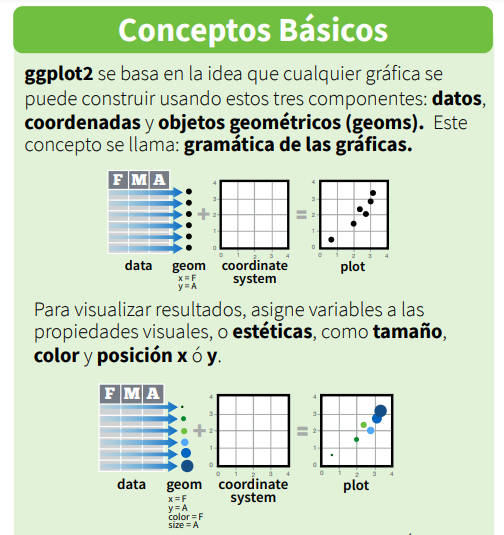 Conceptos Básicos
ggplot2 se basa en la idea que cualquier gráfica se
puede construir usando estos tres componentes: datos,
coordenadas y objetos geométricos (geoms). Este
concepto se llama: gramática de las gráficas.
F M A
4 3 2 1 0
0 1 2 3 4
4 3 2 1 0
0 1 2 3 4
+ =
data geom coordinate system plot
x = F
y = A
Para visualizar resultados, asigne variables a las
propiedades visuales, o estéticas, como tamaño,
color y posición x ó y.
F M A
4 3 2 1 0
0 1 2 3 4
4 3 2 1 0
0 1 2 3 4
+ =
data geom coordinate system plot
x = F
y = A
color = F
size = A